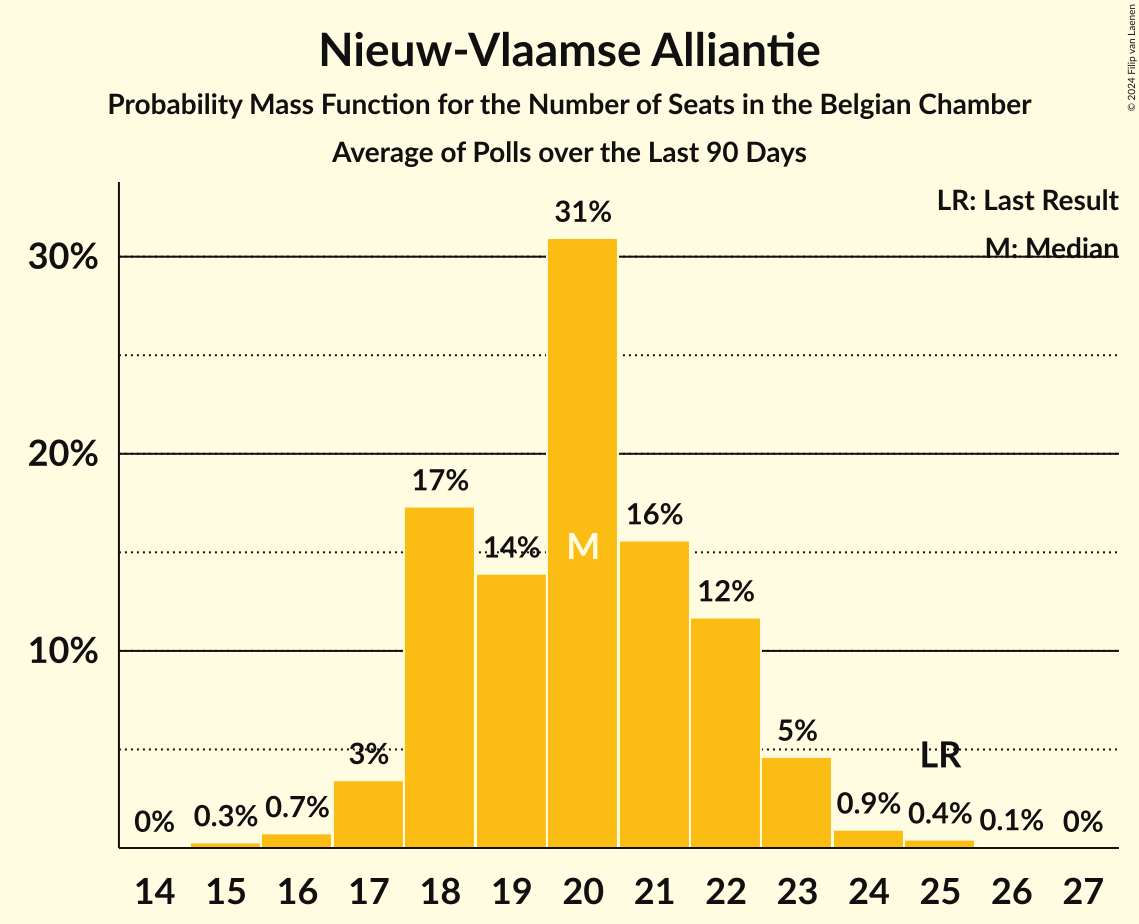 Nieuw-Vlaamse Alliantie
Probability Mass Function for the Number of Seats in the Belgian Chamber
Average of Polls over the Last 90 Days
© 2024 Filip van Laenen
LR: Last Result
M: Median
30%
20%
10%
0%
0.3%
0.7%
3%
17%
14%
31%
M
16%
12%
5%
0.9%
LR
0.4%
0.1%
0%
14 15 16 17 18 19 20 21 22 23 24 25 26 27